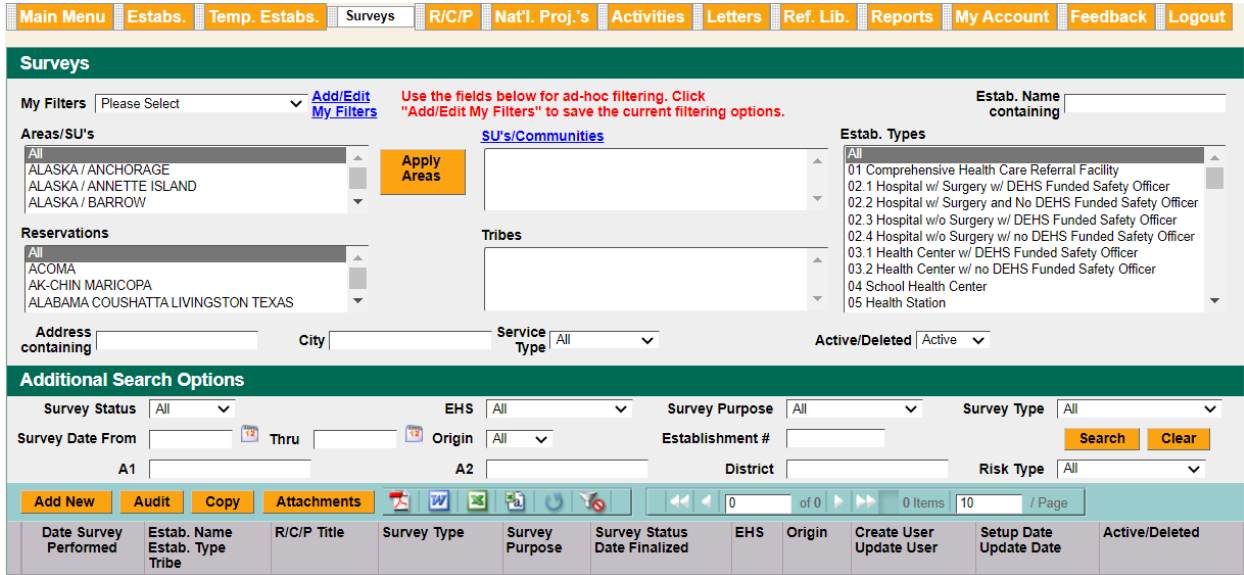 Main Menu Estabs. Temp. Estabs. Surveys R/C/P Nat'l. Proj.'s Activities Letters Ref. Lib. Reports My Account Feedback Logout
Surveys
My Filters Please Select Add/Edit My Filters
Use the fields below for ad-hoc filtering. Click
"Add/Edit My Filters" to save the current filtering options.
Estab. Name
containing
Areas/SU's
All
ALASKA / ANCHORAGE
ALASKA / ANNETTE ISLAND
ALASKA / BARROW
Apply
Areas
SU's/Communities
Estab. Types
All
01 Comprehensive Health Care Referral Facility
02.1 Hospital w/ Surgery w/ DEHS Funded Safety Officer
02.2 Hospital w/ Surgery and No DEHS Funded Safety Officer
02.3 Hospital w/o Surgery w/ DEHS Funded Safety Officer
02.4 Hospital w/o Surgery w/ no DEHS Funded Safety Officer
03.1 Health Center w/ DEHS Funded Safety Officer
03.2 Health Center w/ no DEHS Funded Safety Officer
04 School Health Center
05 Health Station
Reservations
All
ACOMA
AK-CHIN MARICOPA
ALABAMA COUSHATTA LIVINGSTON TEXAS
Tribes
Address
containing
City
Service
Type All
Active/Deleted Active
Additional Search Options
Survey Status All EHS All Survey Purpose All Survey Type All
Survey Date From 12 Thru 12 Origin All Establishment # Search Clear
A1 A2 District Risk Type All
Add New Audit Copy Attachments W 0 of 0 0 Items 10 / Page
Date Survey
Performed
Estab. Name
Estab. Type
Tribe
R/C/P Title
Survey Type
Survey
Purpose
Survey Status
Date Finalized
EHS
Origin
Create User
Update User
Setup Date
Update Date
Active/Deleted